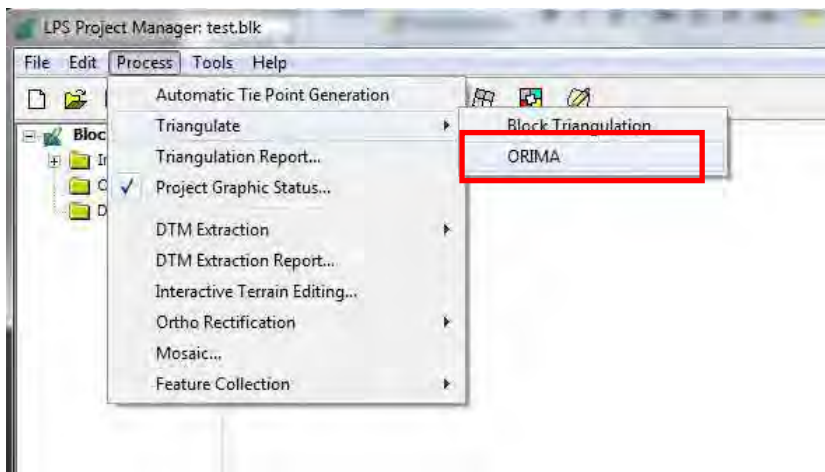 LPS Project Manager: test.blk
File Edit Process Tools Help
Automatic Tie Point Generation
Triangulate
Block Triangulation
Bloc
Triangulation Report...
ORIMA
Project Graphic Status...
DTM Extraction
DTM Extraction Report...
Interactive Terrain Editing...
Ortho Rectification
Mosaic...
Feature Collection